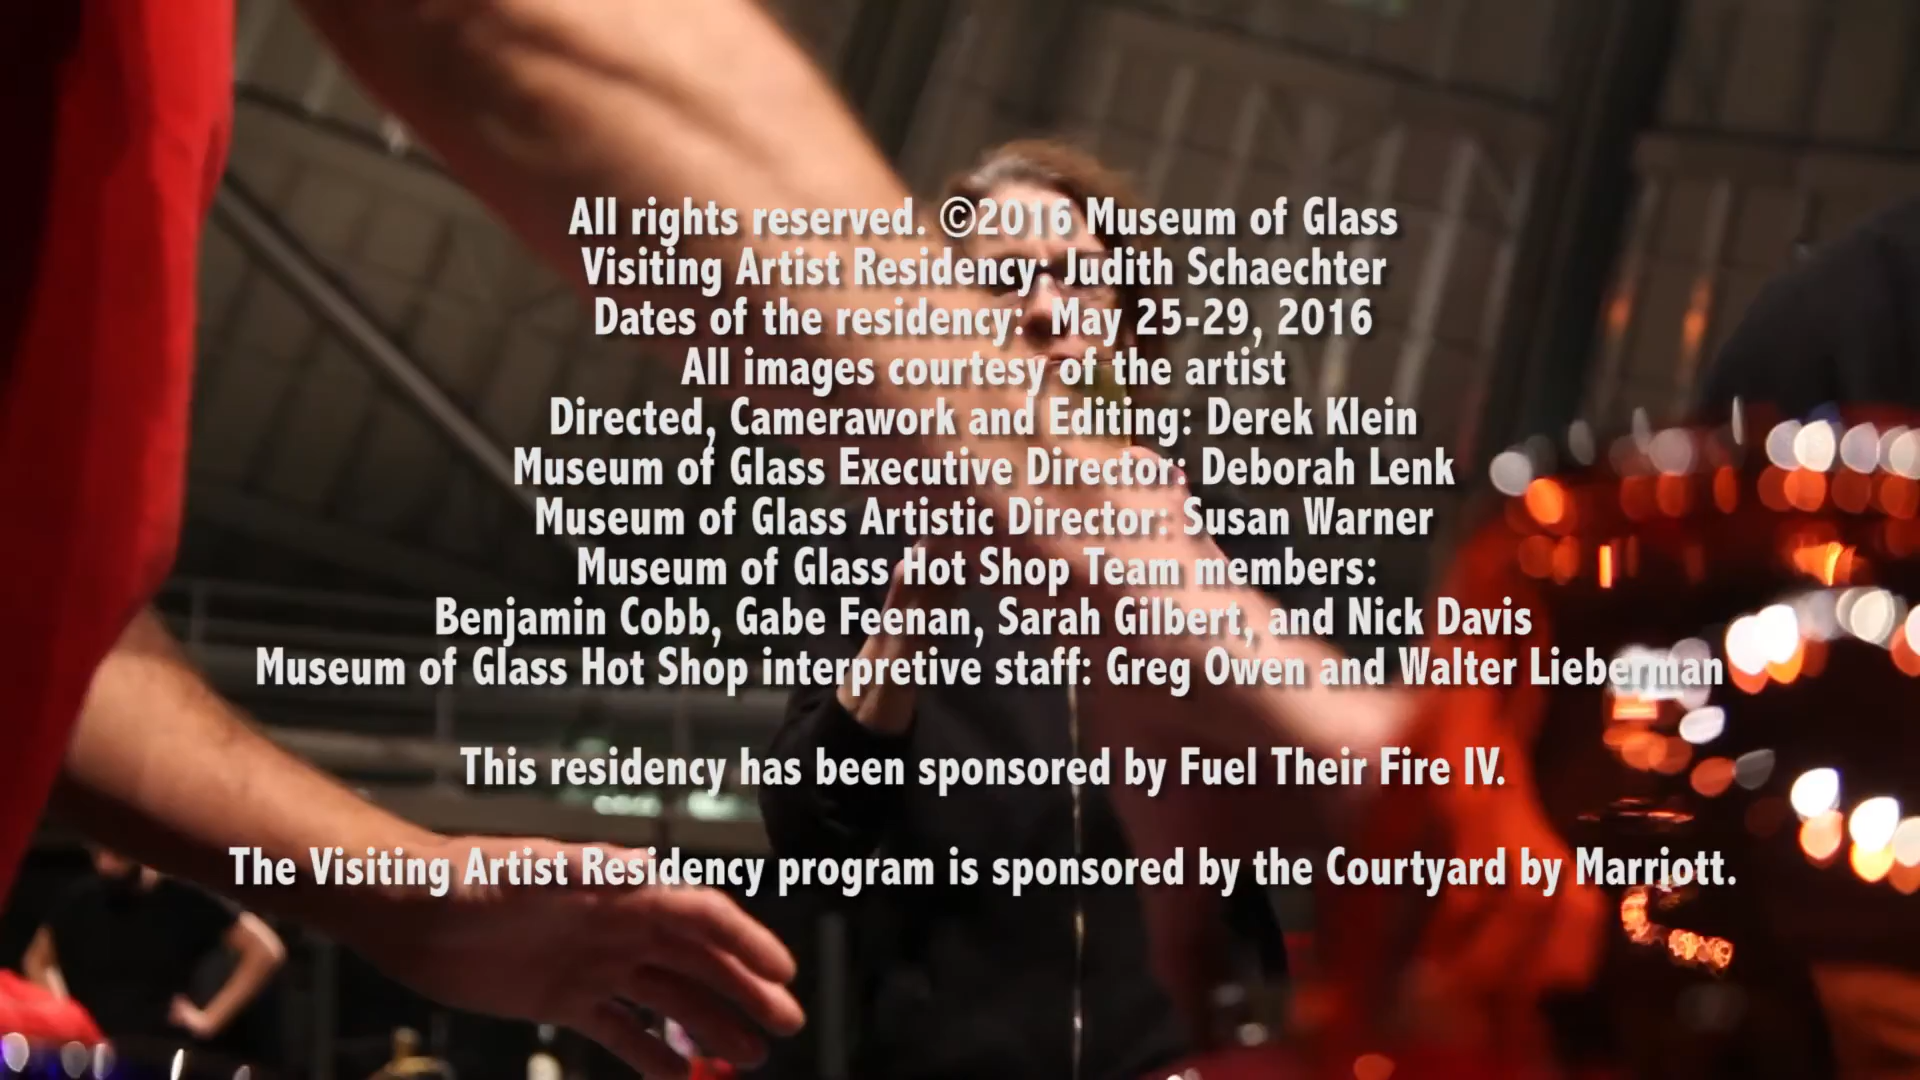 All rights reserved. ©2016 Museum of Glass
Visiting Artist Residency: Judith Schaechter
Dates of the residency:  May 25-29, 2016
All images courtesy of the artist
Directed, Camerawork and Editing: Derek Klein
Museum of Glass Executive Director: Deborah Lenk
Museum of Glass Artistic Director: Susan Warner
Museum of Glass Hot Shop Team members:
Benjamin Cobb, Gabe Feenan, Sarah Gilbert, and Nick Davis
Museum of Glass Hot Shop interpretive staff: Greg Owen and Walter Lieberman
This residency has been sponsored by Fuel Their Fire IV.
The Visiting Artist Residency program is sponsored by the Courtyard by Marriott.